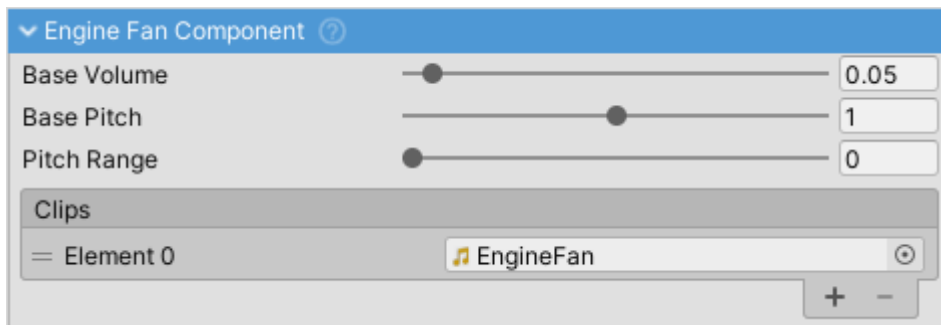 Engine Fan Component
Base Volume 0.05
Base Pitch 1
Pitch Range 0
Clips
Element 0 EngineFan